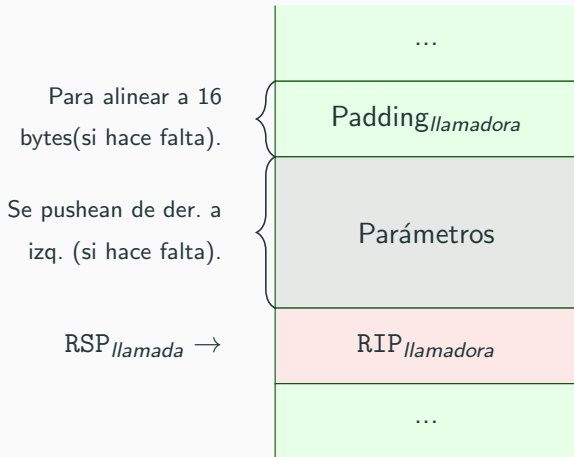 ...
Para alinear a 16
bytes(si hace falta).
Padding llamadora
Se pushean de der. a
izq. (si hace falta).
Parámetros
RSP llamada →
RIP llamadora
...